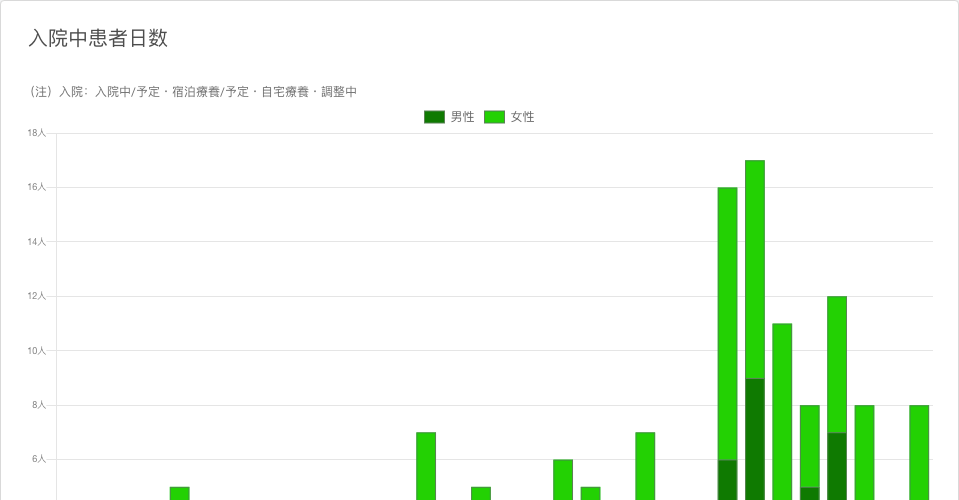 入院中患者日数
（注）入院：入院中/予定・宿泊療養/予定・自宅療養・調整中
男性 女性
18人
16人
14人
12人
10人
8人
6人